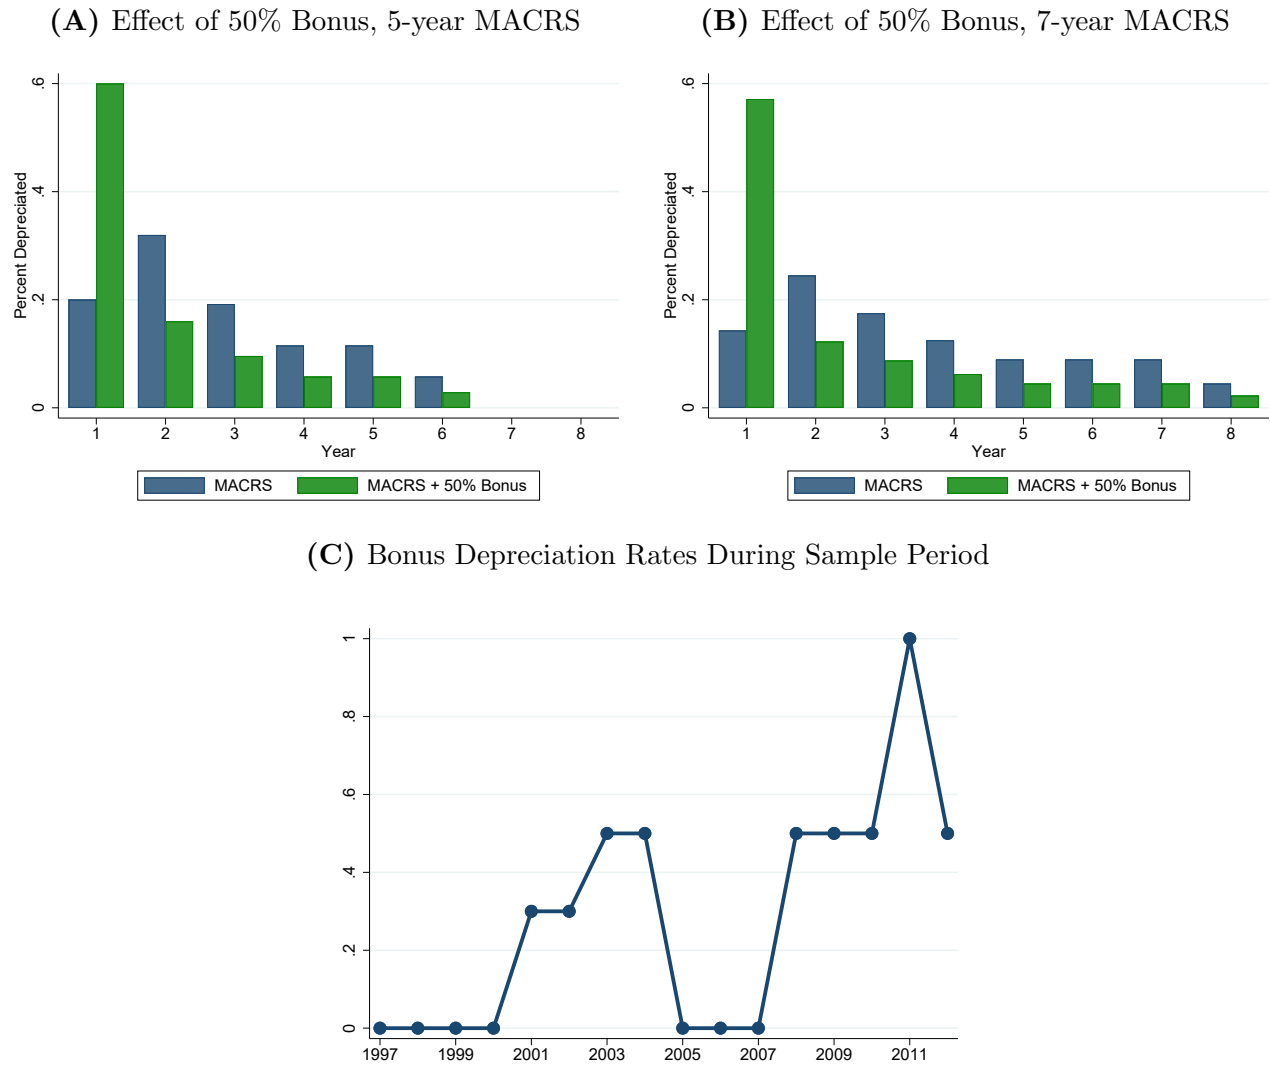 (A) Effect of 50% Bonus, 5-year MACRS
Percent Depreciated
.6
.4
.2
0
1 2 3 4 5 6 7 8
Year
MACRS MACRS + 50% Bonus
(B) Effect of 50% Bonus, 7-year MACRS
Percent Depreciated
.6
.4
.2
0
1 2 3 4 5 6 7 8
Year
MACRS MACRS + 50% Bonus
(C) Bonus Depreciation Rates During Sample Period
1
.8
.6
.4
.2
0
1997 1999 2001 2003 2005 2007 2009 2011